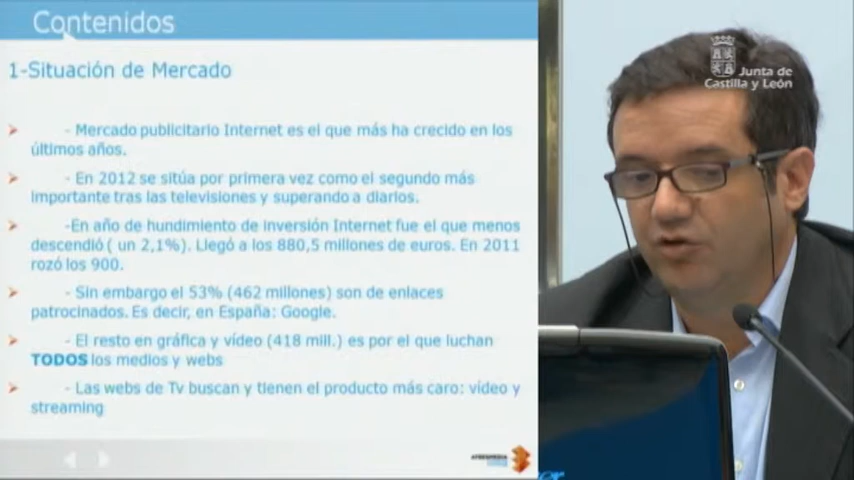 Contenidos
1-Situación de Mercado
- Mercado publicitario Internet es el que más ha crecido en los
últimos años.
- En 2012 se sitúa por primera vez como el segundo más
importante tras las televisiones y superando a diarios.
-En año de hundimiento de inversión Internet fue el que menos
descendió ( un 2,1%). Llegó a los 880,5 millones de euros. En 2011
rozó los 900.
- Sin embargo el 53% (462 millones) son de enlaces
patrocinados. Es decir, en España: Google.
- El resto en gráfica y vídeo (418 mill.) es por el que luchan
TODOS los medios y webs
- Las webs de Tv buscan y tienen el producto más caro: vídeo y
streaming
Junta de
Castilla y León